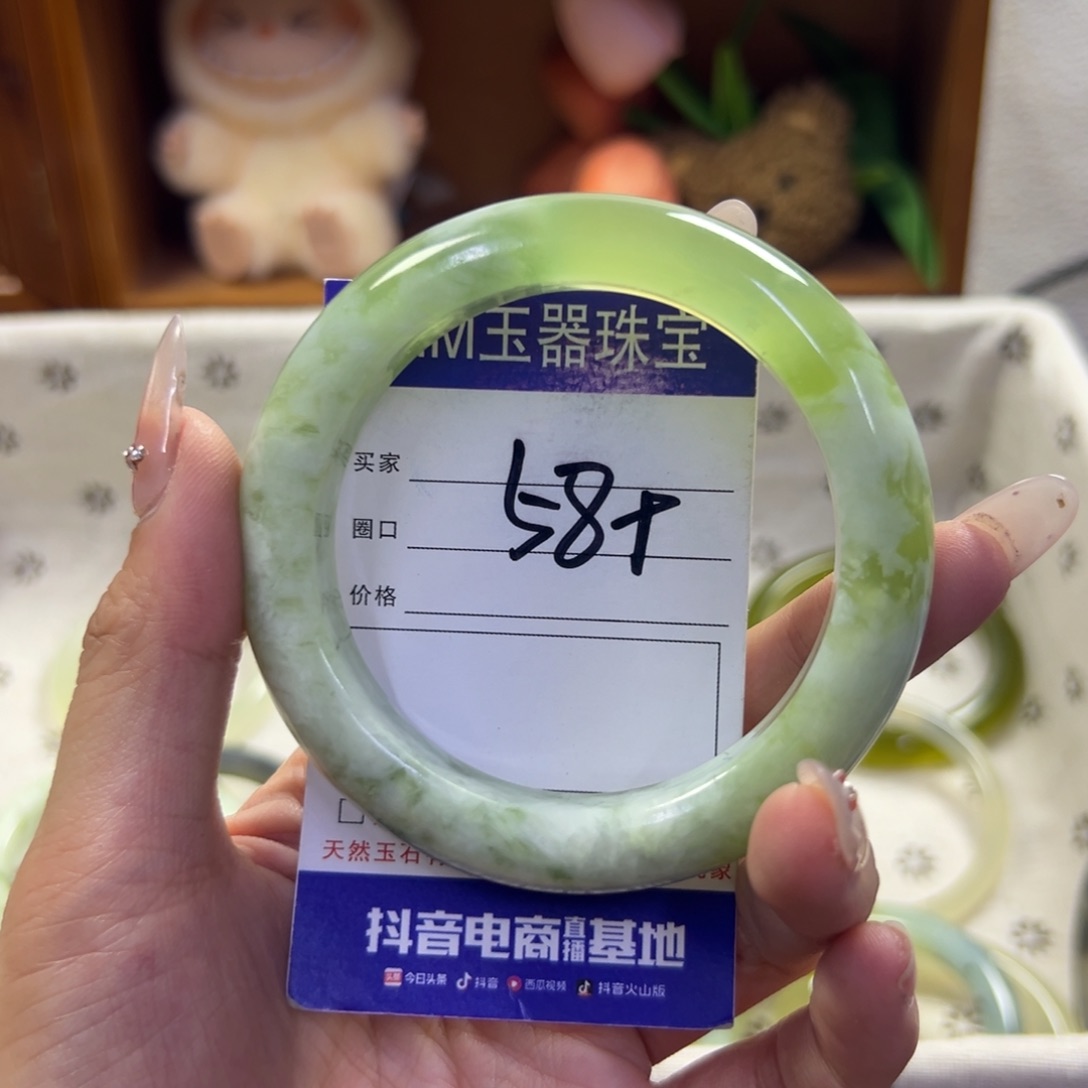 M玉器珠宝
买家
58+
圈口
价格
天然玉石
抖音电商直播基地
今日头条 抖音 西瓜视频 抖音火山版